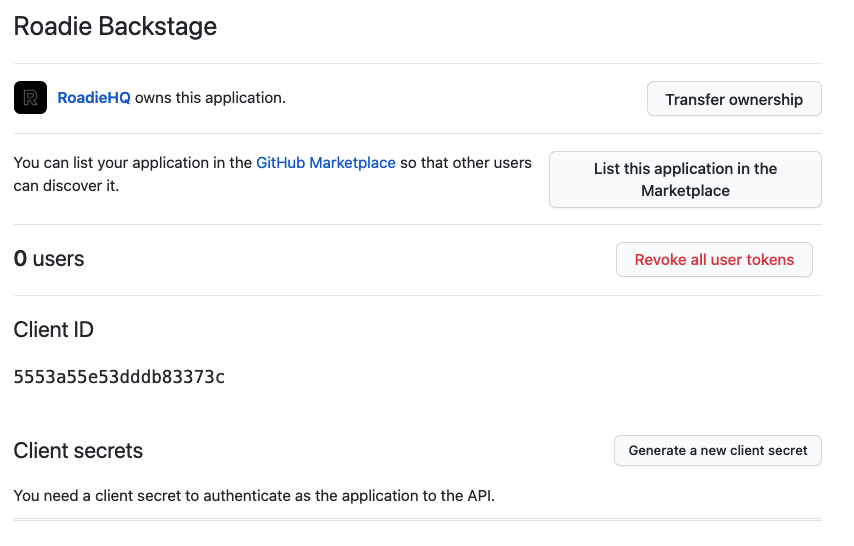 Roadie Backstage
R
RoadieHQ owns this application.
Transfer ownership
You can list your application in the GitHub Marketplace so that other users
can discover it.
List this application in the
Marketplace
0 users
Revoke all user tokens
Client ID
5553a55e53dddb83373c
Client secrets
Generate a new client secret
You need a client secret to authenticate as the application to the API.